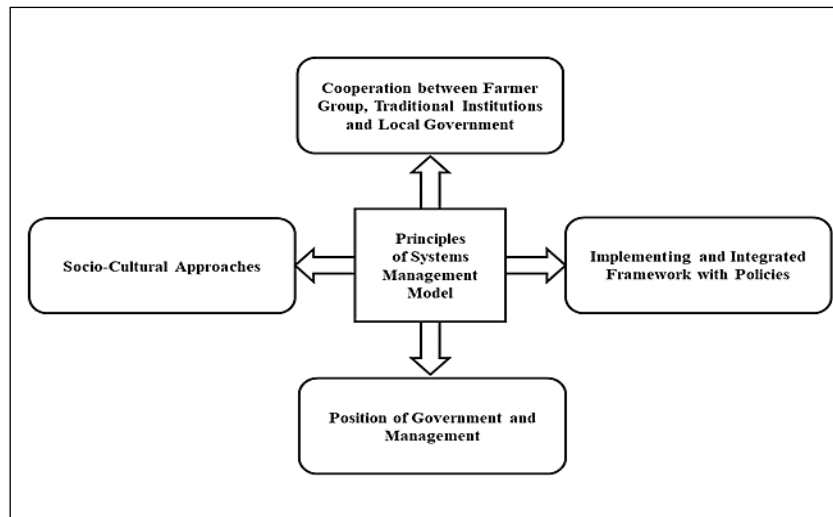 Cooperation between Farmer
Group, Traditional Institutions
and Local Government
Socio-Cultural Approaches
Principles
of Systems
Management
Model
Implementing and Integrated
Framework with Policies
Position of Government and
Management